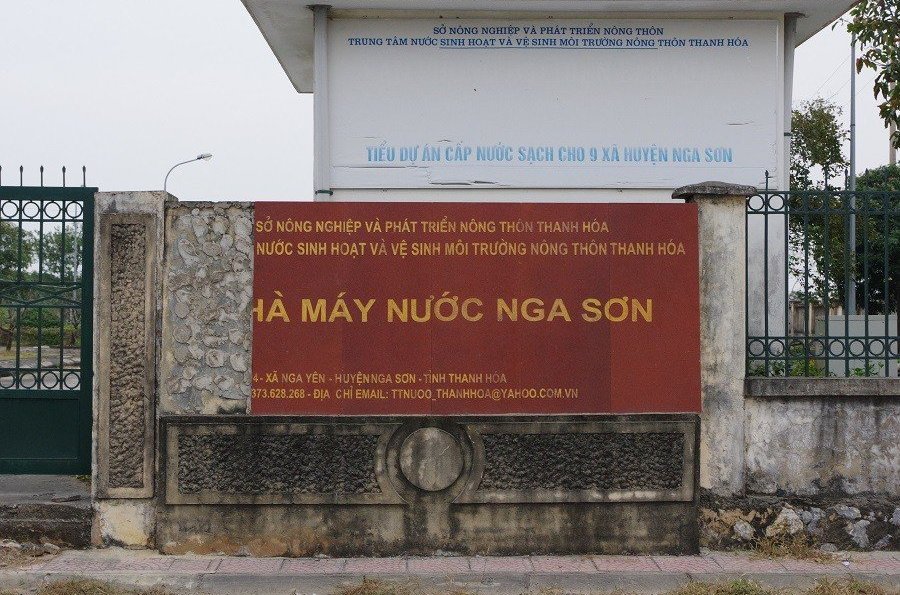 SỞ NÔNG NGHIỆP VÀ PHÁT TRIỂN NÔNG THÔN
TRUNG TÂM NƯỚC SINH HOẠT VÀ VỆ SINH MÔI TRƯỜNG NÔNG THÔN THANH HÓA
TIỂU DỰ ÁN CẤP NƯỚC SẠCH CHO 9 XÃ HUYỆN NGA SƠN
SỞ NÔNG NGHIỆP VÀ PHÁT TRIỂN NÔNG THÔN THANH HÓA
NƯỚC SINH HOẠT VÀ VỆ SINH MÔI TRƯỜNG NÔNG THÔN THANH HÓA
HÀ MÁY NƯỚC NGA SƠN
4 - XÃ NGA YÊN - HUYỆN NGA SƠN - TỈNH THANH HÓA
373.628.268 - ĐỊA CHỈ EMAIL: TTNUOO_THANHHOA@YAHOO.COM.VN